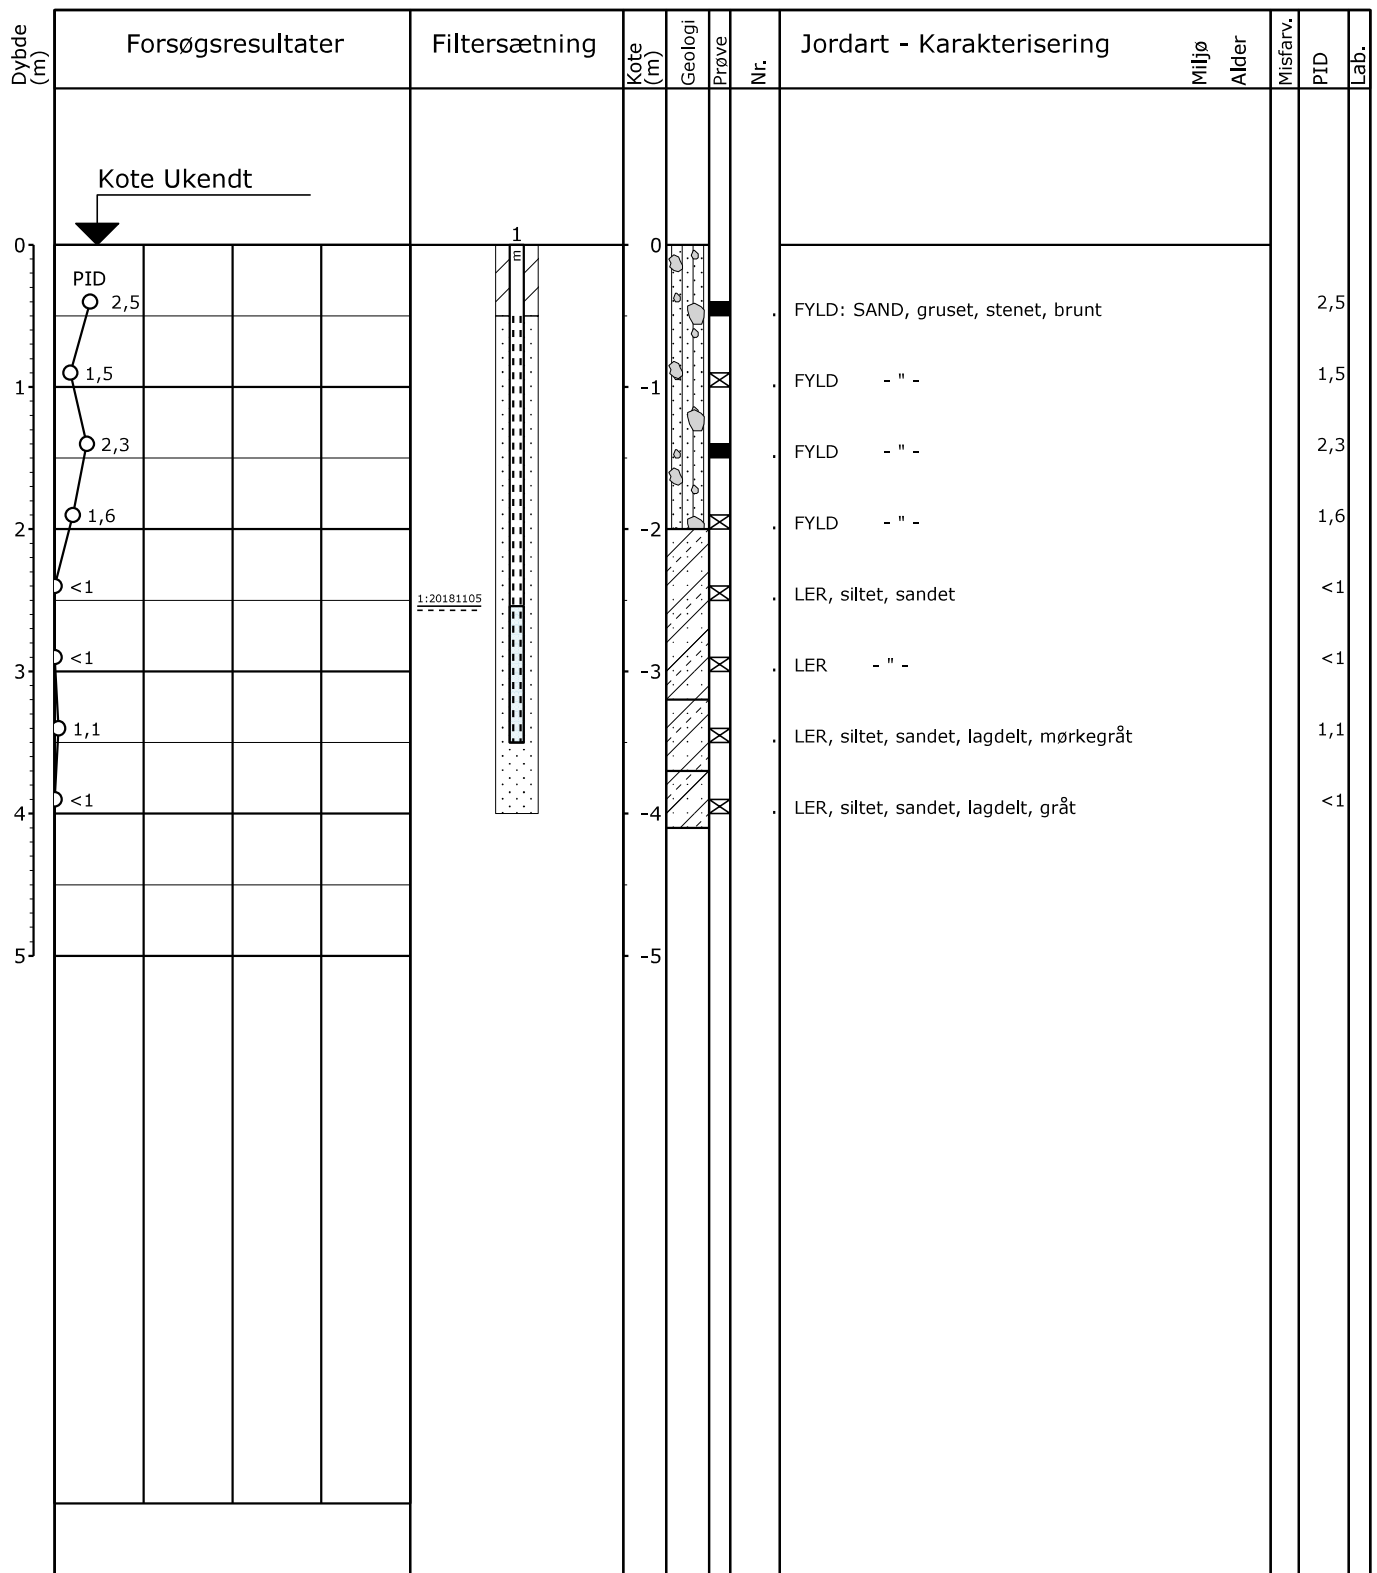 Dybde (m)
Forsøgsresultater
Filtersætning
Kote (m)
Geologi
Prøve
Nr.
Jordart - Karakterisering
Miljø
Alder
Misfarv.
PID
Lab.
Kote Ukendt
0
1
0
m
PID
2,5
. FYLD: SAND, gruset, stenet, brunt 2,5
1,5
1
-1
. FYLD - " - 1,5
2,3
. FYLD - " - 2,3
1,6
2
-2
. FYLD - " - 1,6
<1
1:20181105
. LER, siltet, sandet <1
<1
3
-3
. LER - " - <1
1,1
. LER, siltet, sandet, lagdelt, mørkegråt 1,1
<1
4
-4
. LER, siltet, sandet, lagdelt, gråt <1
5
-5